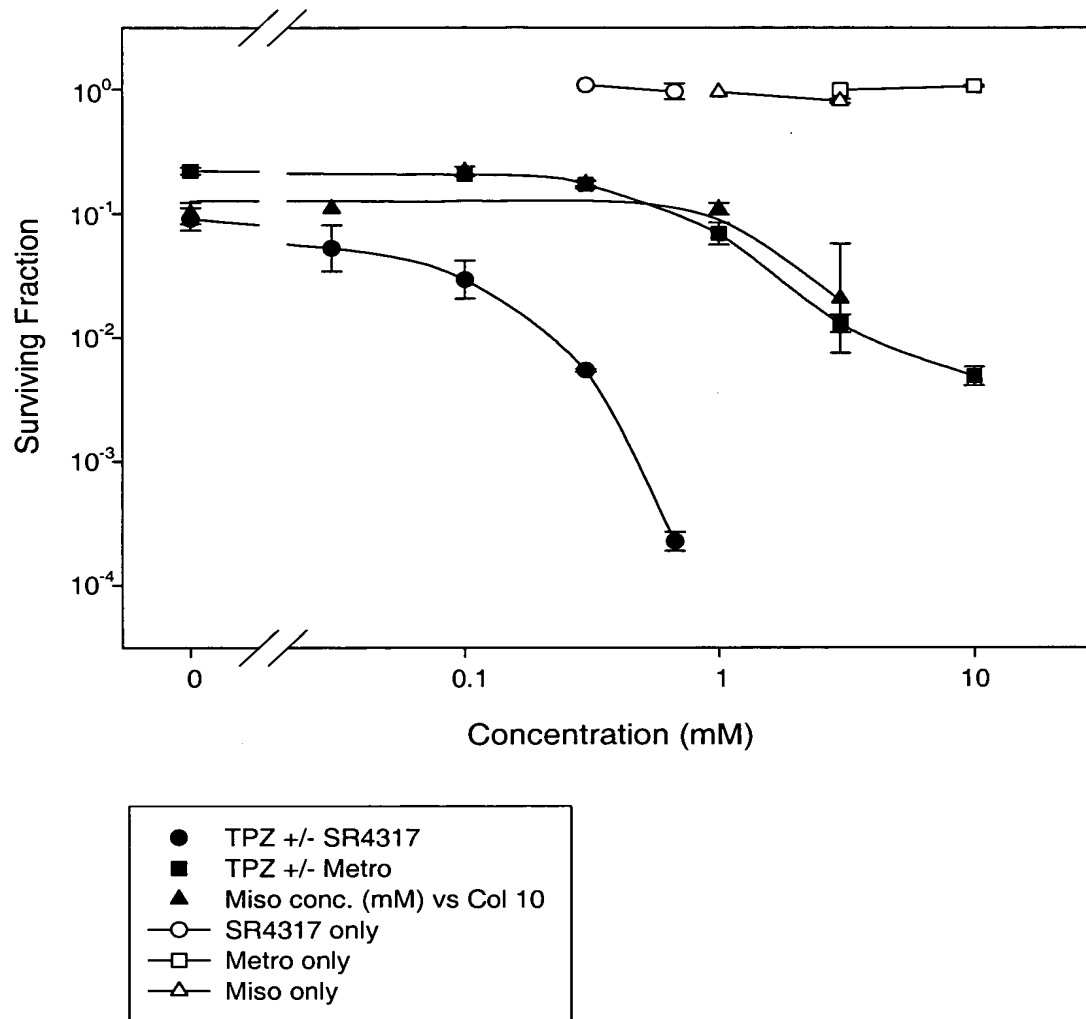 Surviving Fraction
10⁰
10⁻¹
10⁻²
10⁻³
10⁻⁴
0
0.1
1
10
Concentration (mM)
TPZ +/- SR4317
TPZ +/- Metro
Miso conc. (mM) vs Col 10
SR4317 only
Metro only
Miso only